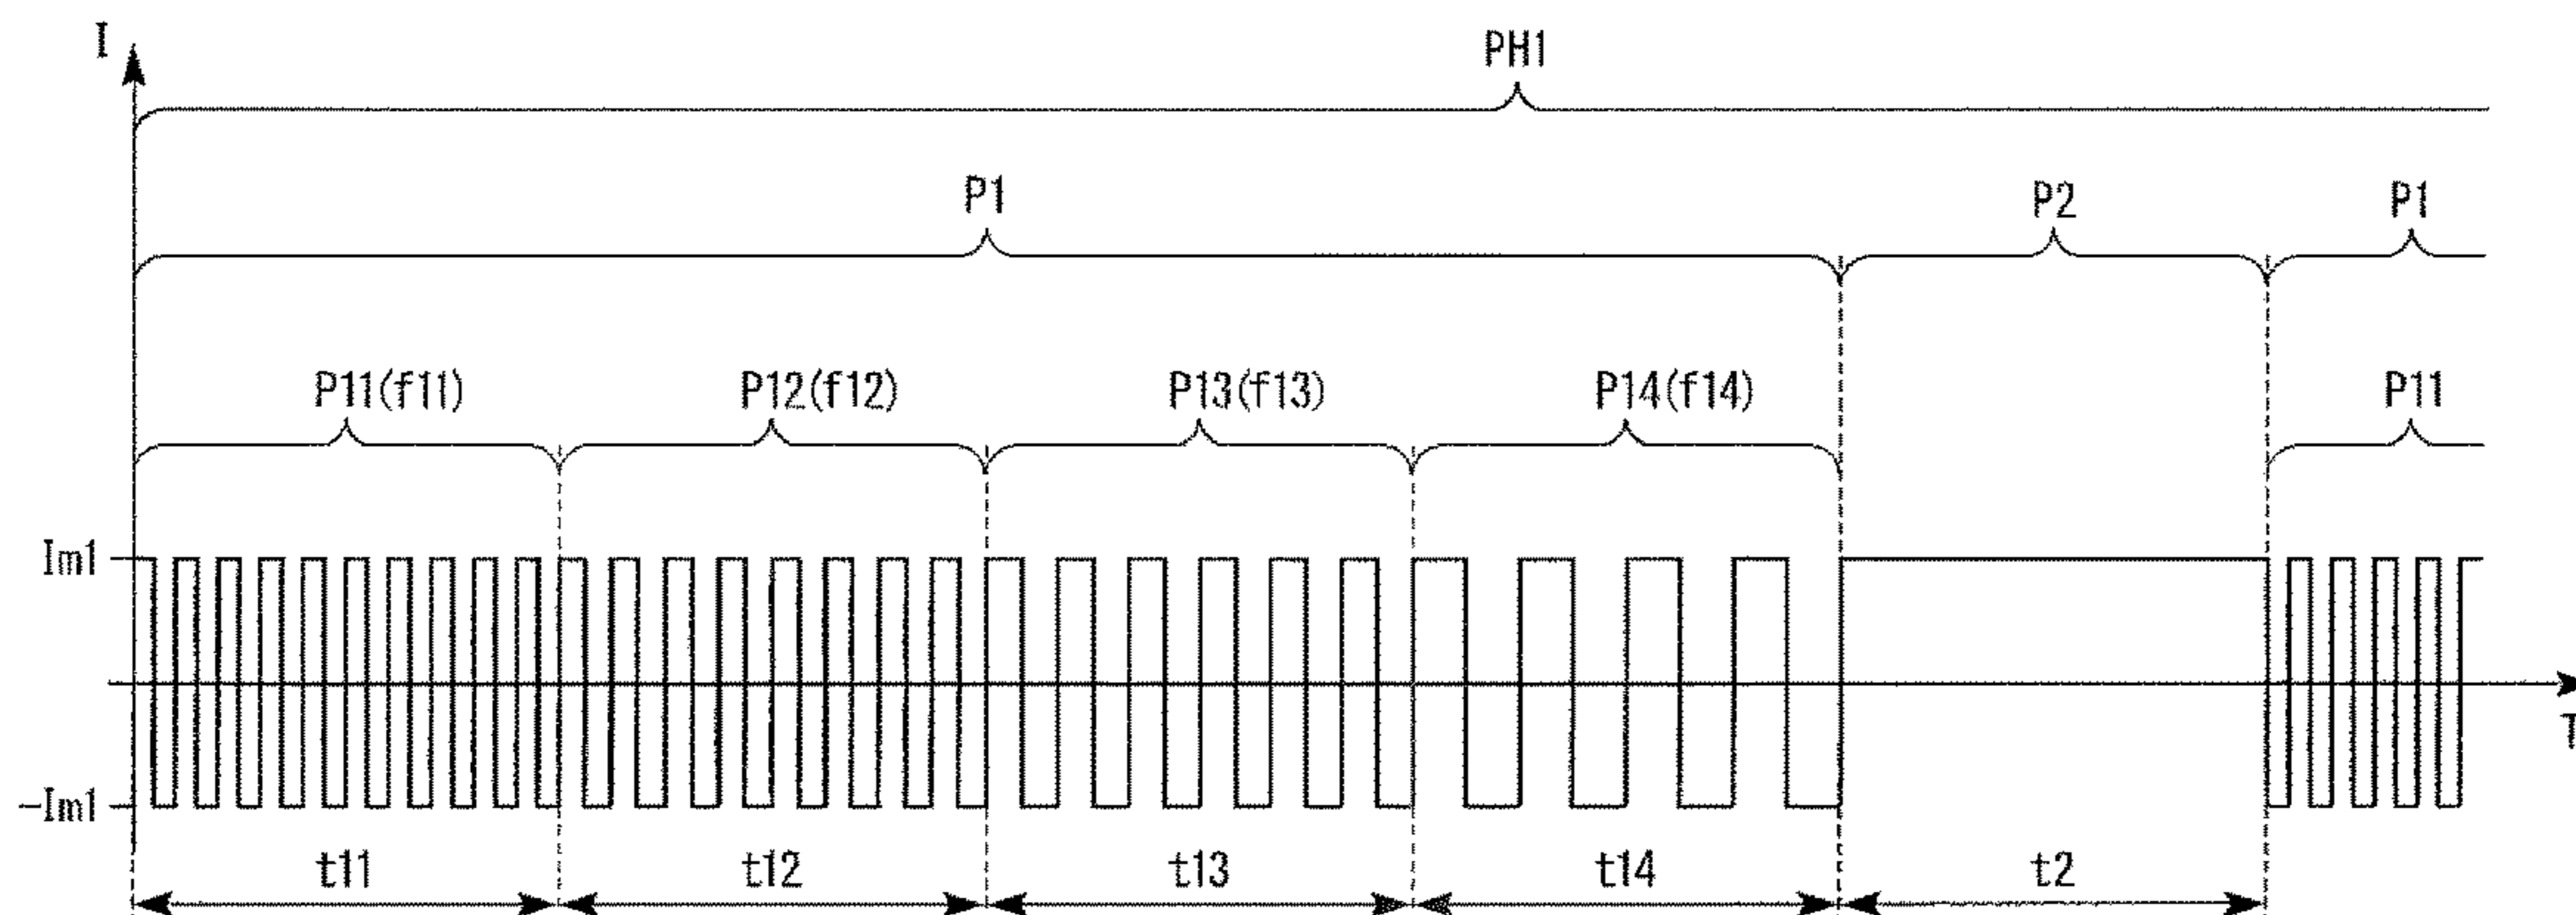 I
PH1
P1 P2 P1
P11(f11) P12(f12) P13(f13) P14(f14) P11
Im1
-Im1
T
t11 t12 t13 t14 t2